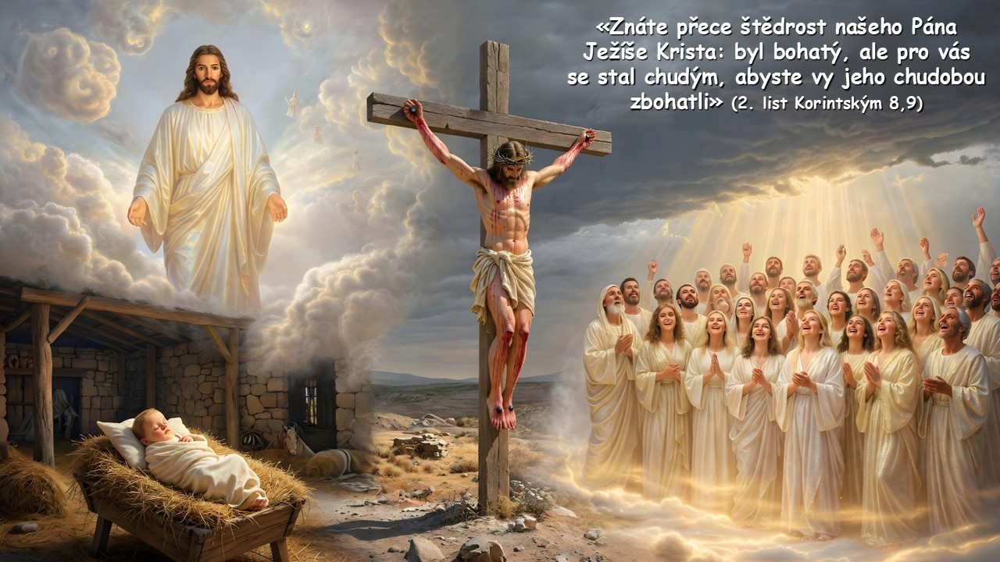 «Znáte přece štědrost našeho Pána
Ježíše Krista: byl bohatý, ale pro vás
se stal chudým, abyste vy jeho chudobou
zbohatli» (2. list Korintským 8,9)